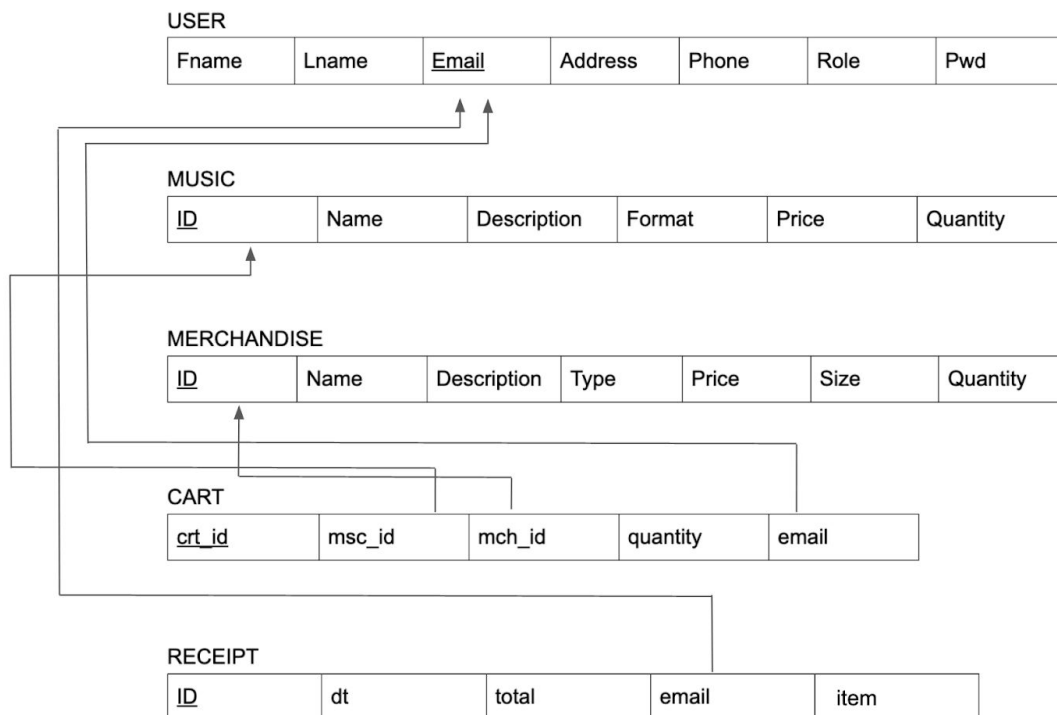 USER
Fname Lname Email Address Phone Role Pwd
MUSIC
ID Name Description Format Price Quantity
MERCHANDISE
ID Name Description Type Price Size Quantity
CART
crt_id msc_id mch_id quantity email
RECEIPT
ID dt total email item